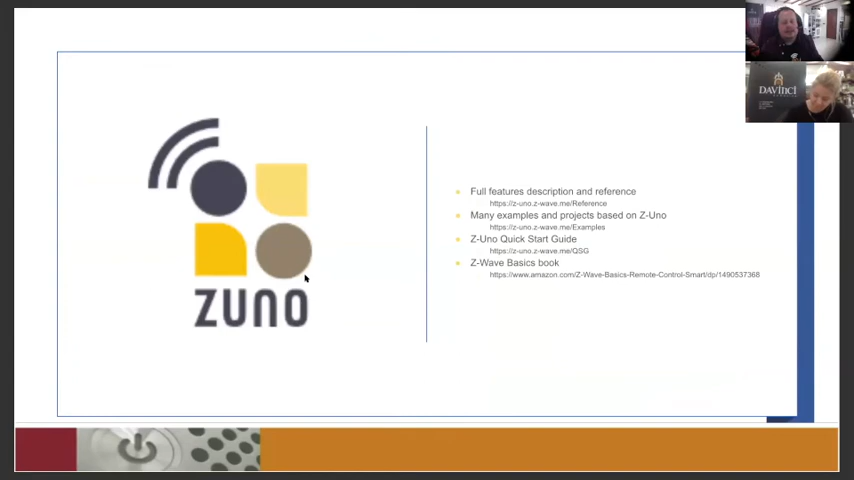 DAVINCI
Full features description and reference
https://z-uno.z-wave.me/Reference
Many examples and projects based on Z-Uno
https://z-uno.z-wave.me/Examples
Z-Uno Quick Start Guide
https://z-uno.z-wave.me/QSG
Z-Wave Basics book
https://www.amazon.com/Z-Wave-Basics-Remote-Control-Smart/dp/1490537368
ZUNO